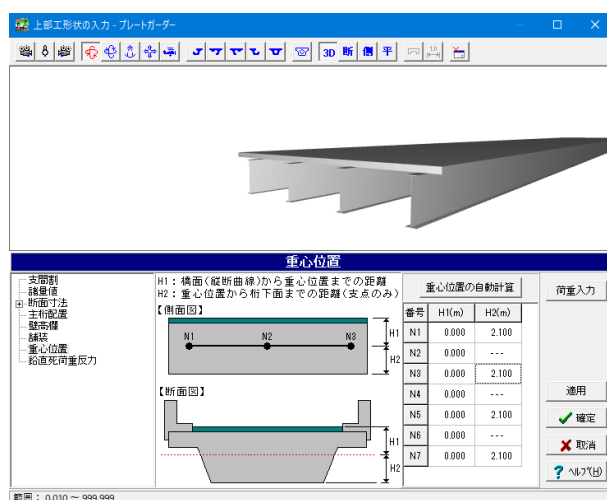 上部工形状の入力 - プレートガーダー
3D 断 側 平 1.0
重心位置
支間割
諸量値
断面寸法
主桁配置
壁高欄
舗装
重心位置
鉛直死荷重反力
H1：橋面(縦断曲線)から重心位置までの距離
H2：重心位置から桁下面までの距離(支点のみ)
【側面図】
N1 N2 N3 H1
H2
【断面図】
H1
H2
重心位置の自動計算
番号 H1(m) H2(m)
N1 0.000 2.100
N2 0.000 ---
N3 0.000 2.100
N4 0.000 ---
N5 0.000 2.100
N6 0.000 ---
N7 0.000 2.100
荷重入力
適用
確定
取消
? ヘルプ(H)
範囲： 0.010 ～ 999.999